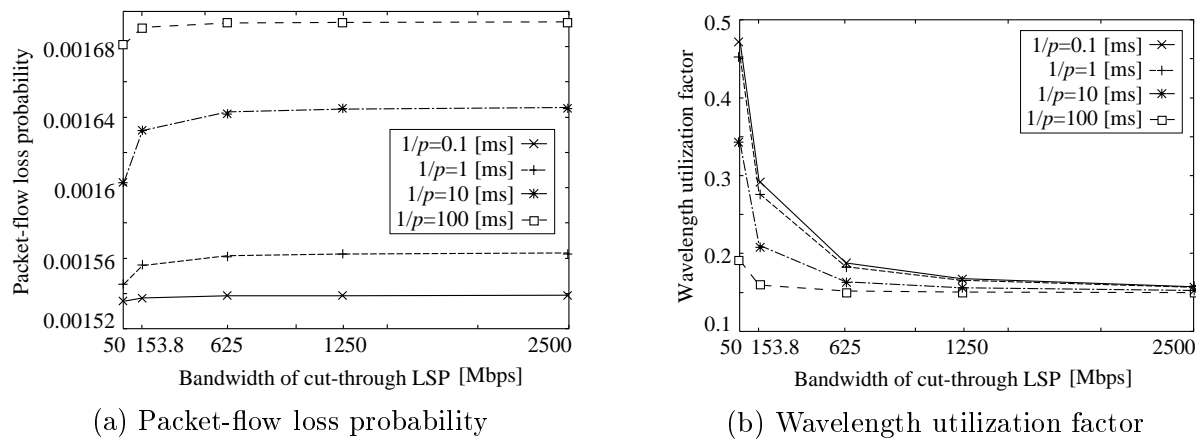 Packet-flow loss probability
0.00168
0.00164
0.0016
0.00156
0.00152
1/p=0.1 [ms]
1/p=1 [ms]
1/p=10 [ms]
1/p=100 [ms]
50 153.8 625 1250 2500
Bandwidth of cut-through LSP [Mbps]
(a) Packet-flow loss probability
Wavelength utilization factor
0.5
0.4
0.3
0.2
0.1
1/p=0.1 [ms]
1/p=1 [ms]
1/p=10 [ms]
1/p=100 [ms]
50 153.8 625 1250 2500
Bandwidth of cut-through LSP [Mbps]
(b) Wavelength utilization factor